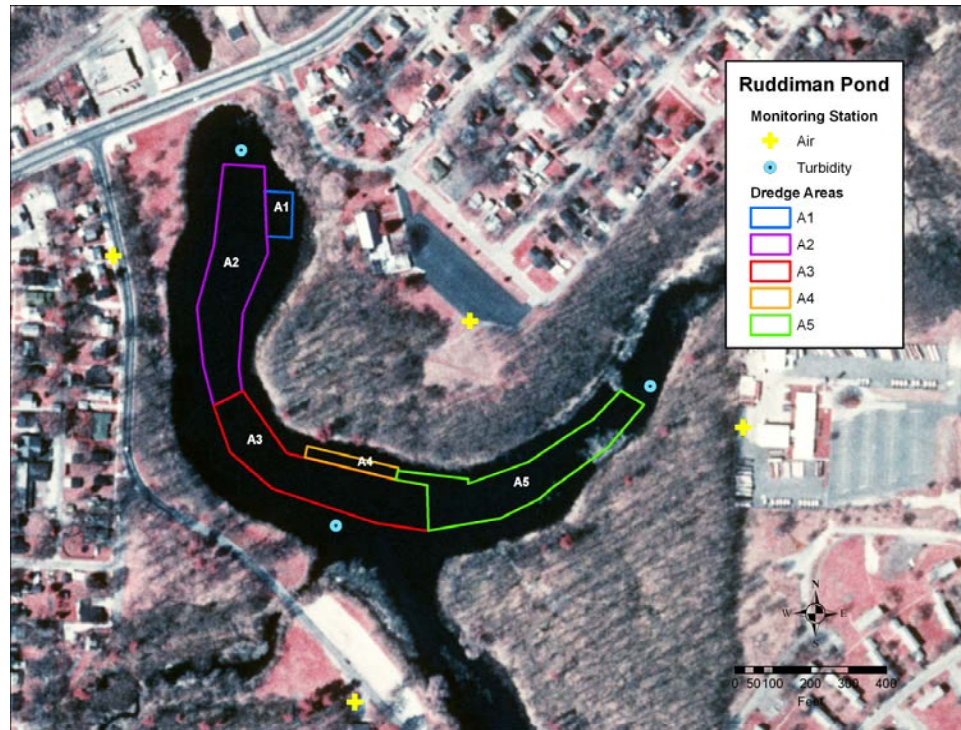 Ruddiman Pond
Monitoring Station
Air
Turbidity
Dredge Areas
A1
A2
A3
A4
A5
A1
A2
A3
A4
A5
N
W E
S
0 50 100 200 300 400
Feet